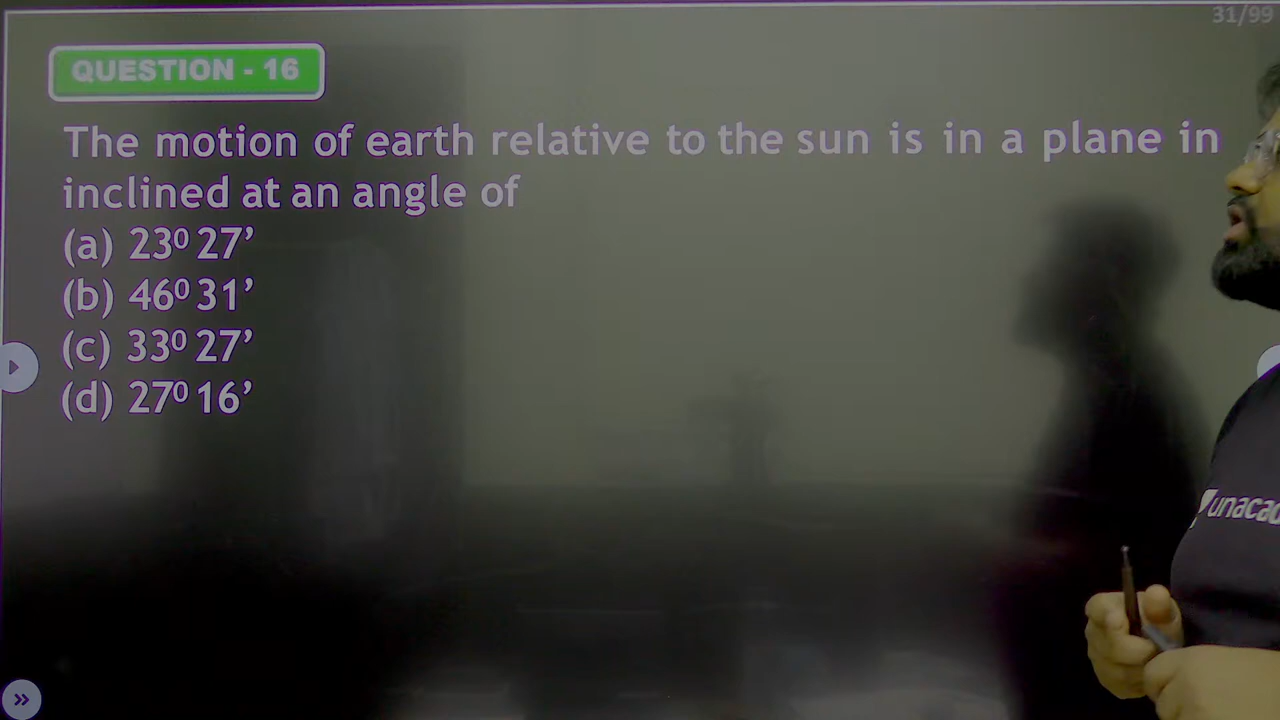 31/99
QUESTION - 16
The motion of earth relative to the sun is in a plane in
inclined at an angle of
(a) 23⁰ 27’
(b) 46⁰ 31’
(c) 33⁰ 27’
(d) 27⁰ 16’
unacad